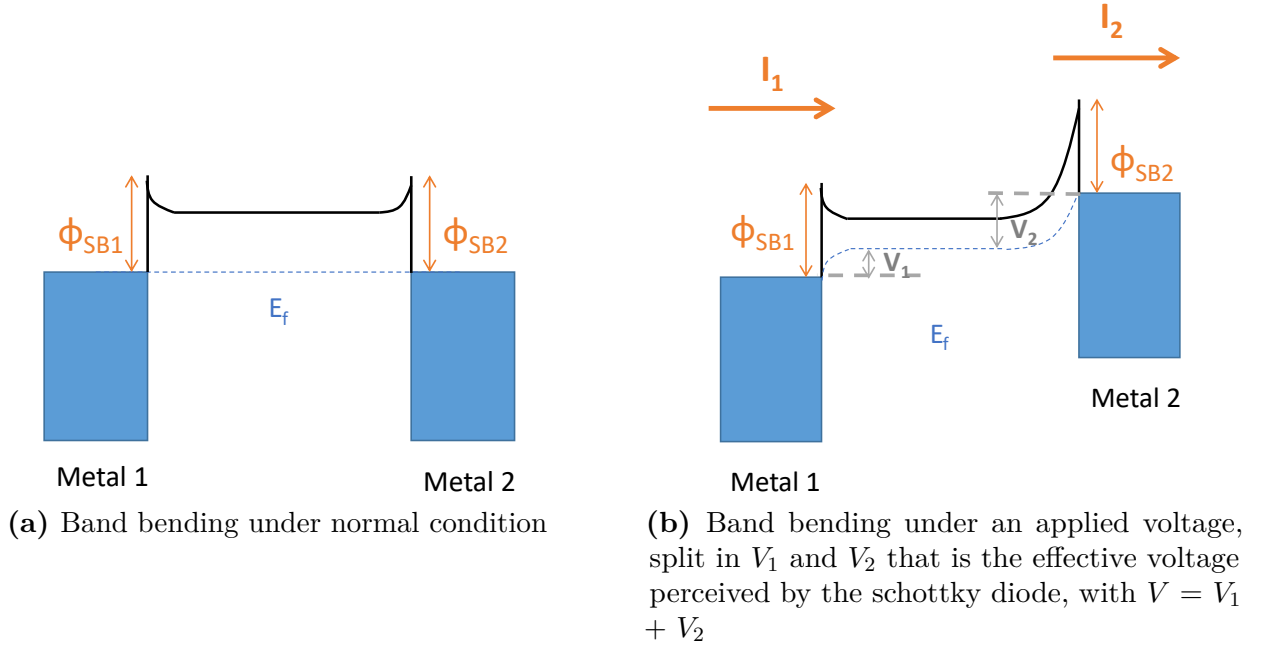 ϕSB1
ϕSB2
Ef
Metal 1
Metal 2
(a) Band bending under normal condition
I1
I2
ϕSB1
ϕSB2
V2
V1
Ef
Metal 1
Metal 2
(b) Band bending under an applied voltage,
split in V1 and V2 that is the effective voltage
perceived by the schottky diode, with V = V1
+ V2